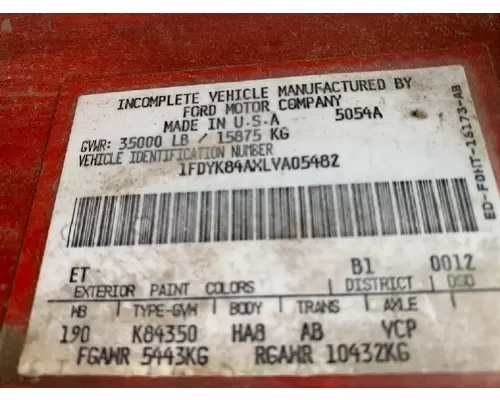 INCOMPLETE VEHICLE MANUFACTURED BY
FORD MOTOR COMPANY
MADE IN U.S.A 5054A
GVWR: 35000 LB / 15875 KG
VEHICLE IDENTIFICATION NUMBER
1FDYK84AXLVA05482
ET B1 0012
EXTERIOR PAINT COLORS DISTRICT DSO
WB TYPE-GVW BODY TRANS AXLE
190 K84350 HA8 AB VCP
FGAWR 5443KG RGAWR 10432KG
ED-F0HT-16173-AB